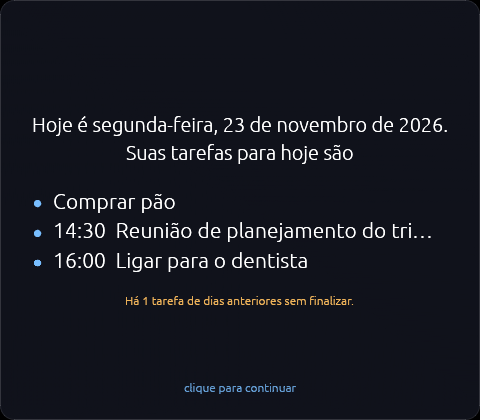 Hoje é segunda-feira, 23 de novembro de 2026.
Suas tarefas para hoje são
• Comprar pão
• 14:30 Reunião de planejamento do tri…
• 16:00 Ligar para o dentista
Há 1 tarefa de dias anteriores sem finalizar.
clique para continuar